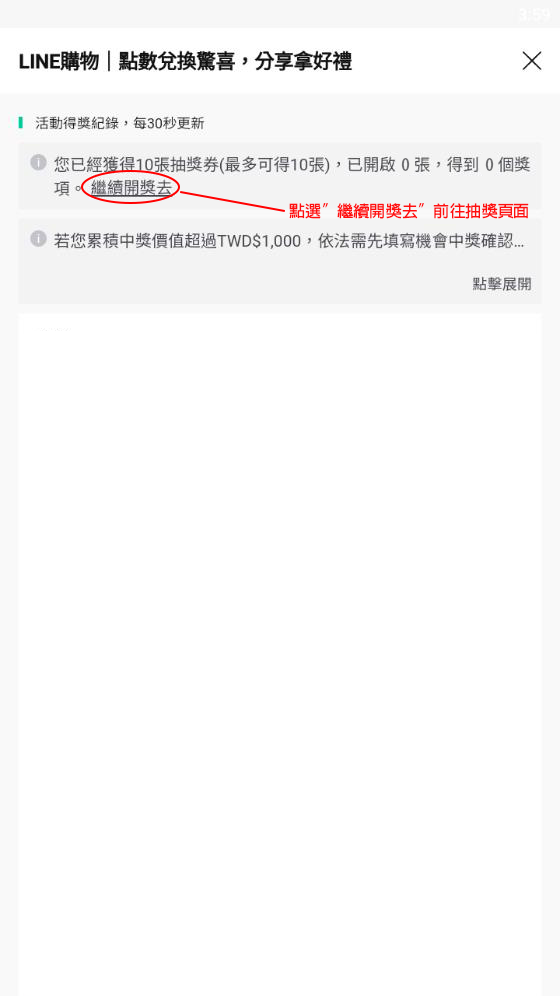 3:59
LINE購物｜點數兌換驚喜，分享拿好禮
活動得獎紀錄，每30秒更新
您已經獲得10張抽獎券(最多可得10張)，已開啟 0 張，得到 0 個獎
項。繼續開獎去
點選”繼續開獎去”前往抽獎頁面
若您累積中獎價值超過TWD$1,000，依法需先填寫機會中獎確認...
點擊展開